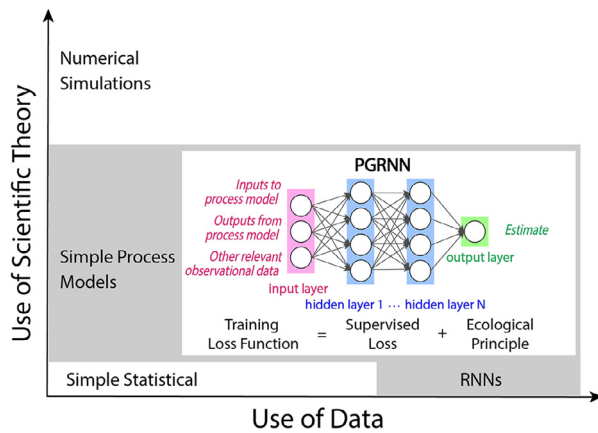 Use of Scientific Theory
Numerical
Simulations
PGRNN
Inputs to
process model
Outputs from
process model
Other relevant
observational data
input layer
Estimate
output layer
hidden layer 1 ... hidden layer N
Simple Process
Models
Training
Loss Function
=
Supervised
Loss
+
Ecological
Principle
Simple Statistical
RNNs
Use of Data